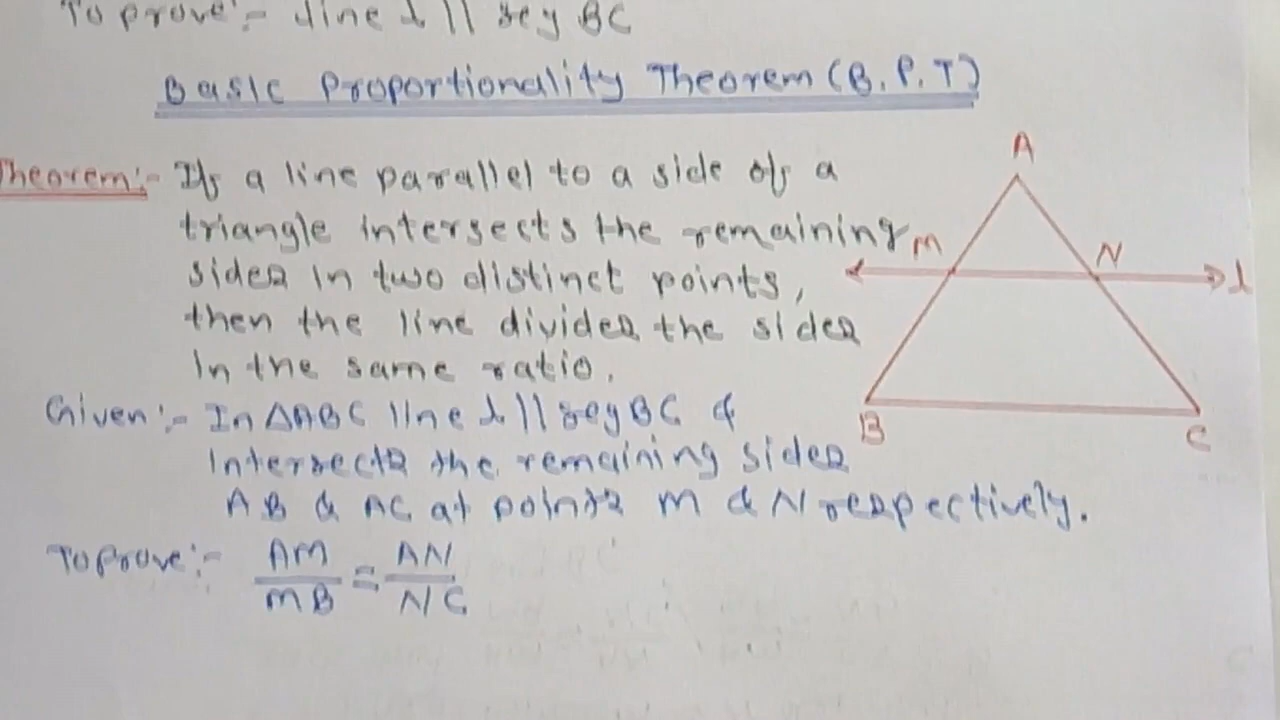 To prove:- line l || seg BC
Basic Proportionality Theorem (B.P.T)
Theorem:- If a line parallel to a side of a
triangle intersects the remaining
sides in two distinct points,
then the line divides the sides
in the same ratio.
A
M
N
l
B
C
Given:- In △ABC line l || seg BC &
intersects the remaining sides
AB & AC at points M & N respectively.
To Prove:- AM/MB = AN/NC